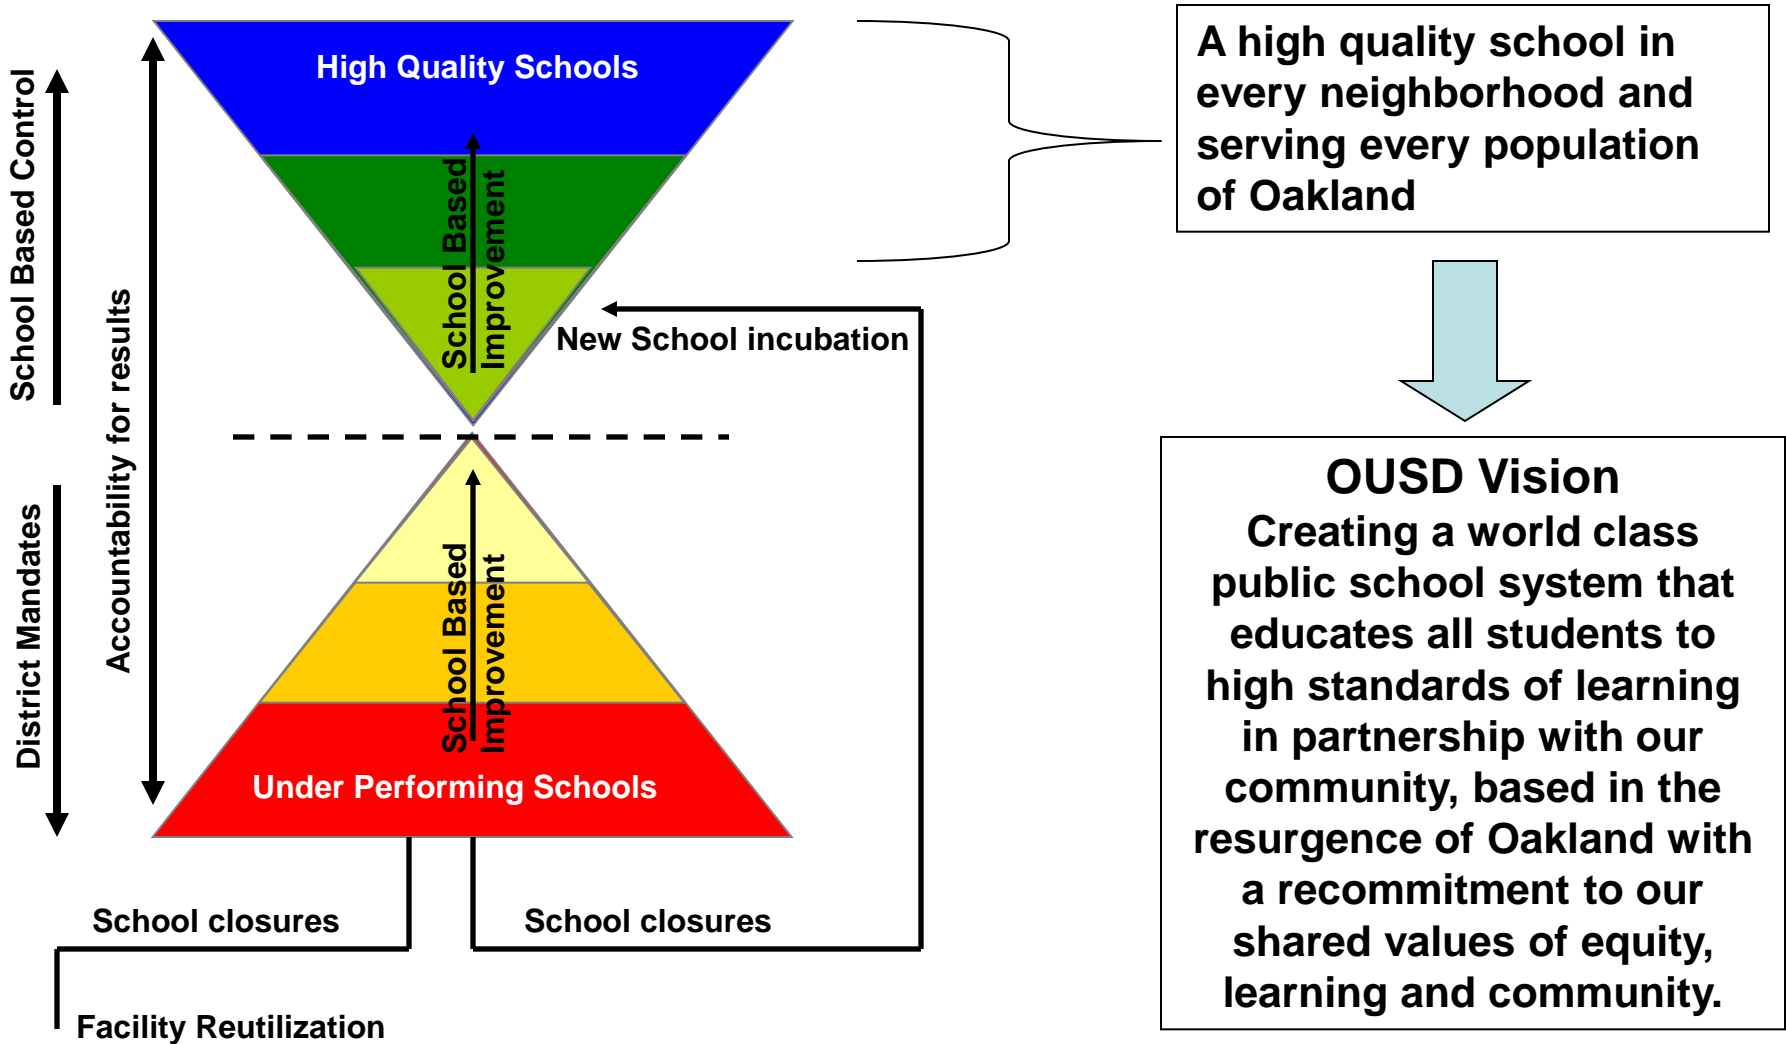 High Quality Schools
School Based Control
Accountability for results
School Based
Improvement
New School incubation
District Mandates
School Based
Improvement
Under Performing Schools
School closures
School closures
Facility Reutilization
A high quality school in
every neighborhood and
serving every population
of Oakland
OUSD Vision
Creating a world class
public school system that
educates all students to
high standards of learning
in partnership with our
community, based in the
resurgence of Oakland with
a recommitment to our
shared values of equity,
learning and community.